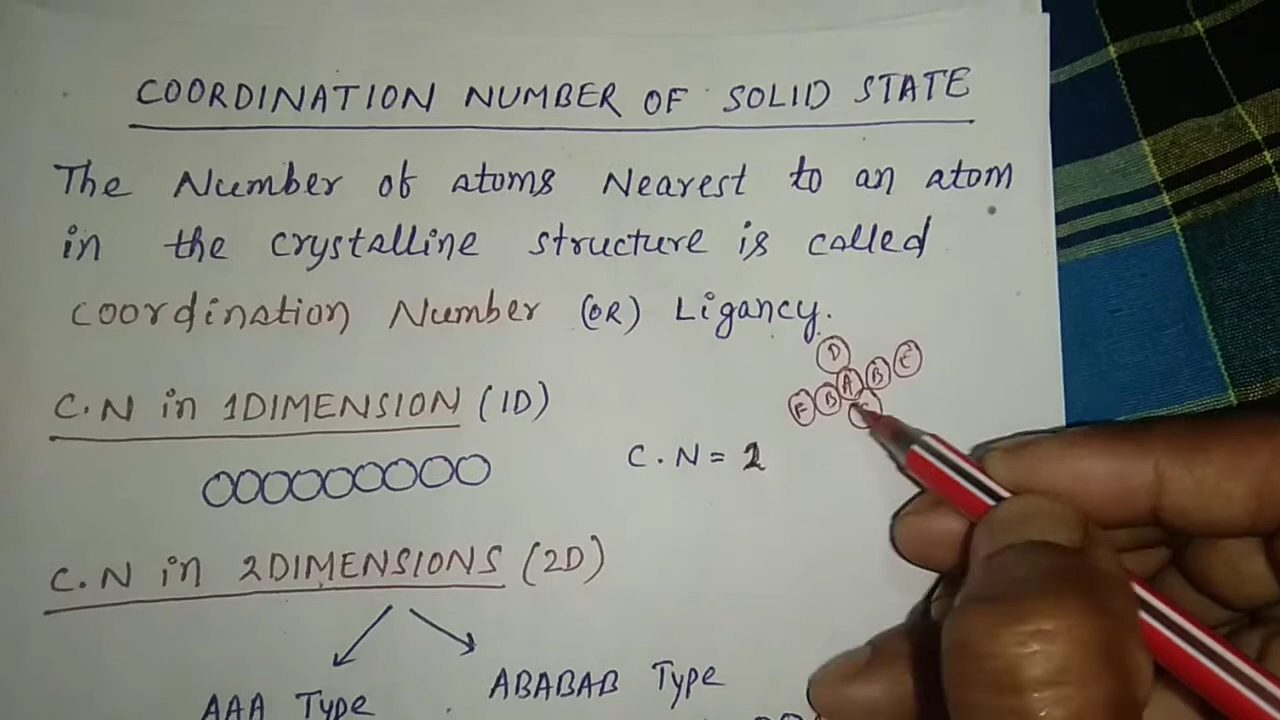 COORDINATION NUMBER OF SOLID STATE
The Number of atoms Nearest to an atom
in the crystalline structure is called
Coordination Number (OR) Ligancy.
D
A B E
F B C
C.N in 1DIMENSION (1D)
C.N = 2
C.N in 2DIMENSIONS (2D)
ABABAB Type
AAA Type